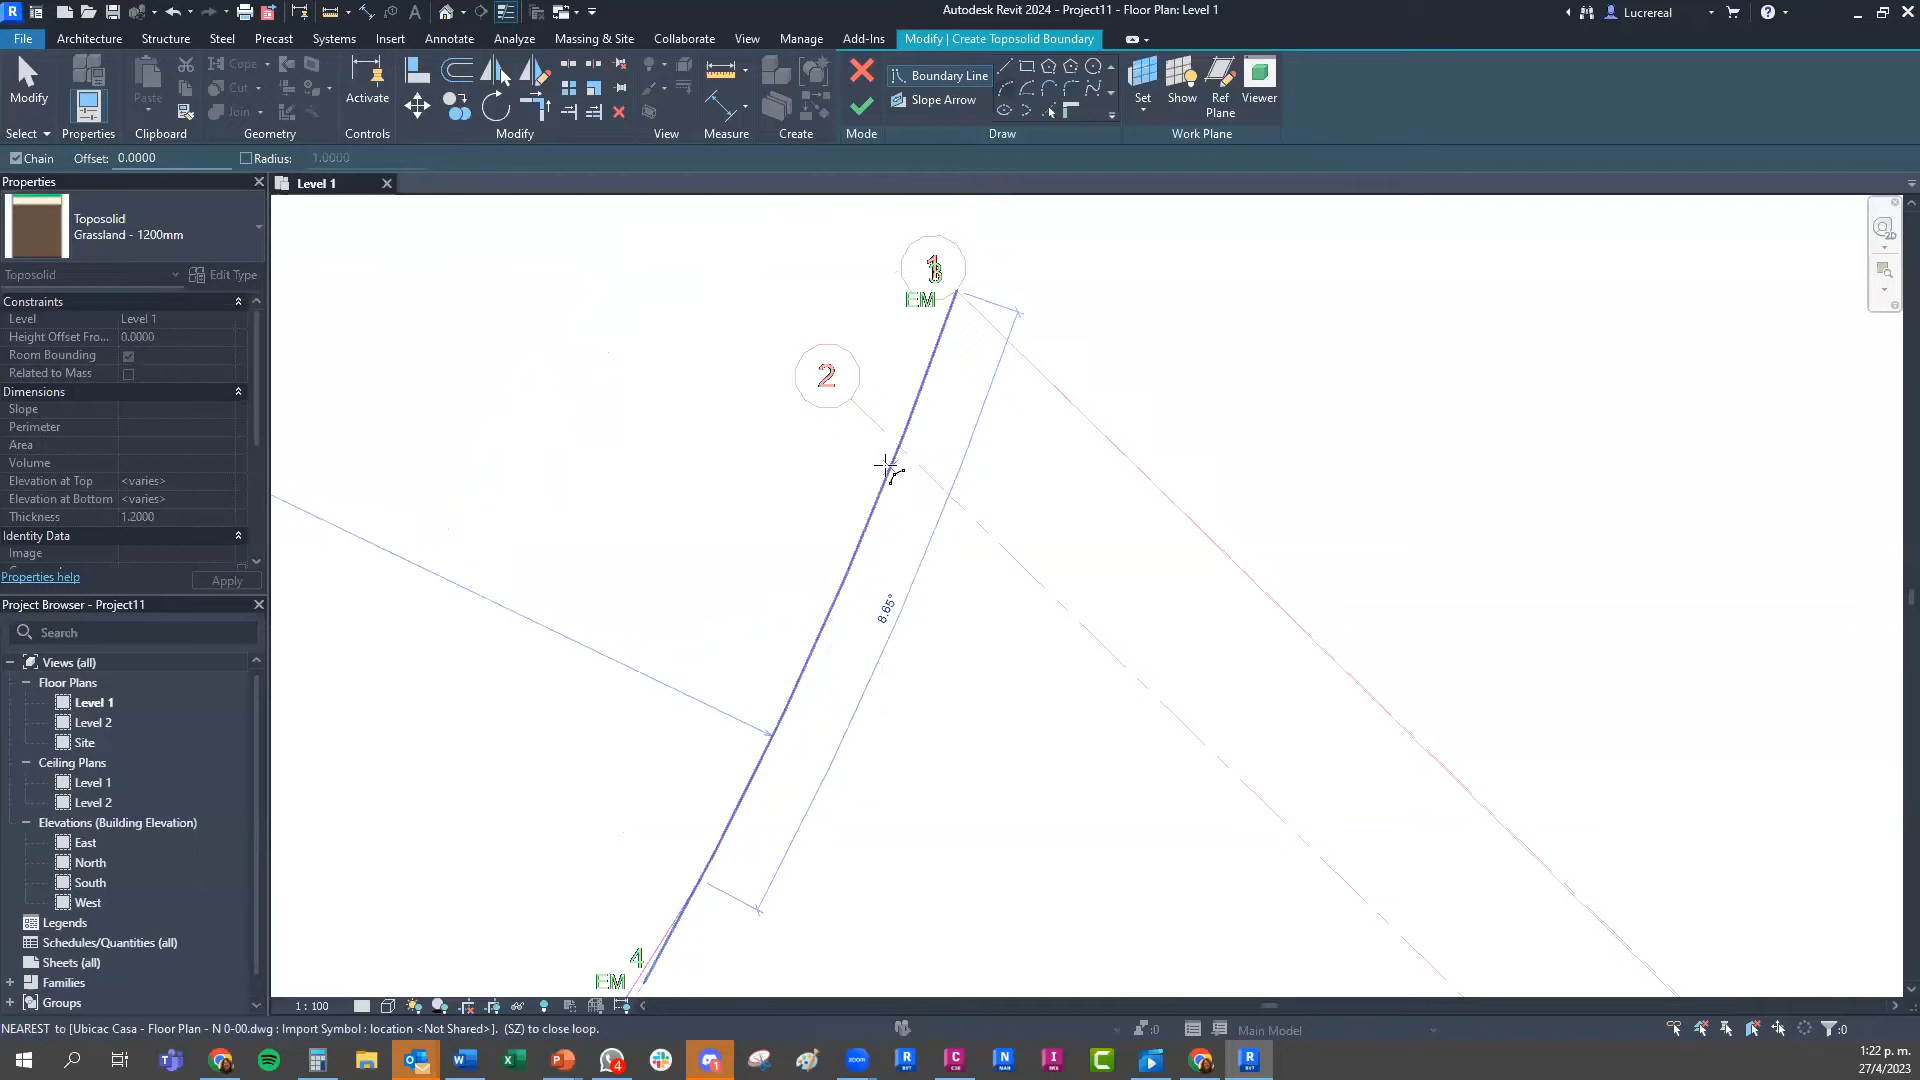 Autodesk Revit 2024 - Project11 - Floor Plan: Level 1
Lucrereal
File Architecture Structure Steel Precast Systems Insert Annotate Analyze Massing & Site Collaborate View Manage Add-Ins Modify | Create Toposolid Boundary
Modify
Paste
Cope
Cut
Join
Activate
Boundary Line
Slope Arrow
Set
Show
Ref
Plane
Viewer
Select Properties Clipboard Geometry Controls Modify View Measure Create Mode Draw Work Plane
Chain Offset: 0.0000 Radius: 1.0000
Properties
Level 1
Toposolid
Grassland - 1200mm
Toposolid Edit Type
Constraints
Level Level 1
Height Offset Fro... 0.0000
Room Bounding
Related to Mass
Dimensions
Slope
Perimeter
Area
Volume
Elevation at Top <varies>
Elevation at Bottom <varies>
Thickness 1.2000
Identity Data
Image
Properties help Apply
Project Browser - Project11
Search
Views (all)
Floor Plans
Level 1
Level 2
Site
Ceiling Plans
Level 1
Level 2
Elevations (Building Elevation)
East
North
South
West
Legends
Schedules/Quantities (all)
Sheets (all)
Families
Groups
EM
2
8.65°
4
EM
1 : 100
NEAREST to [Ubicac Casa - Floor Plan - N 0-00.dwg : Import Symbol : location <Not Shared>]. (SZ) to close loop.
:0
Main Model
:0
1:22 p. m.
27/4/2023